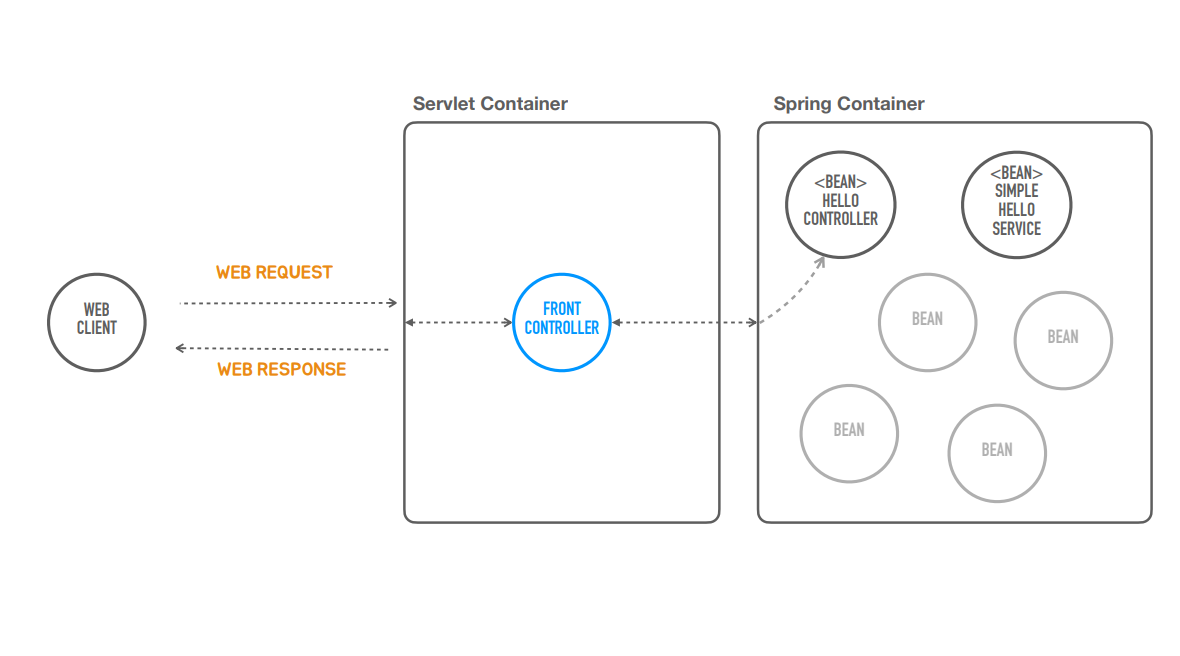 Servlet Container
Spring Container
<BEAN>
HELLO
CONTROLLER
<BEAN>
SIMPLE
HELLO
SERVICE
WEB REQUEST
WEB
CLIENT
FRONT
CONTROLLER
BEAN
BEAN
WEB RESPONSE
BEAN
BEAN